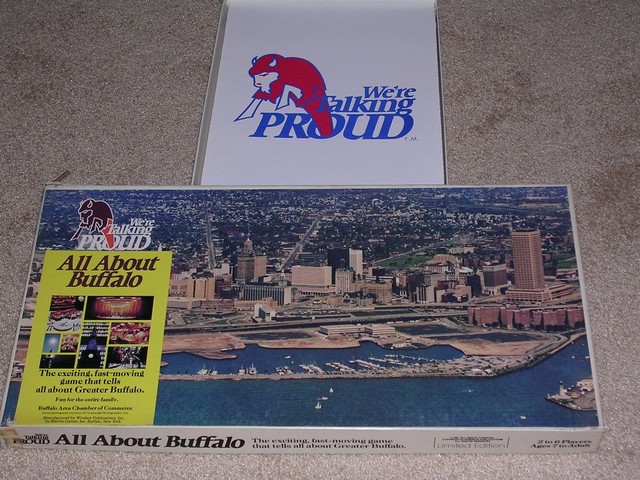 We're
Talking
PROUD
T.M.
We're
Talking
PROUD
All About
Buffalo
The exciting, fast-moving
game that tells
all about Greater Buffalo.
Fun for the entire family.
Buffalo Area Chamber of Commerce
Talking
PROUD
All About Buffalo
The exciting, fast-moving game
that tells all about Greater Buffalo.
Limited Edition
2 to 6 Players
Ages 7 to Adult